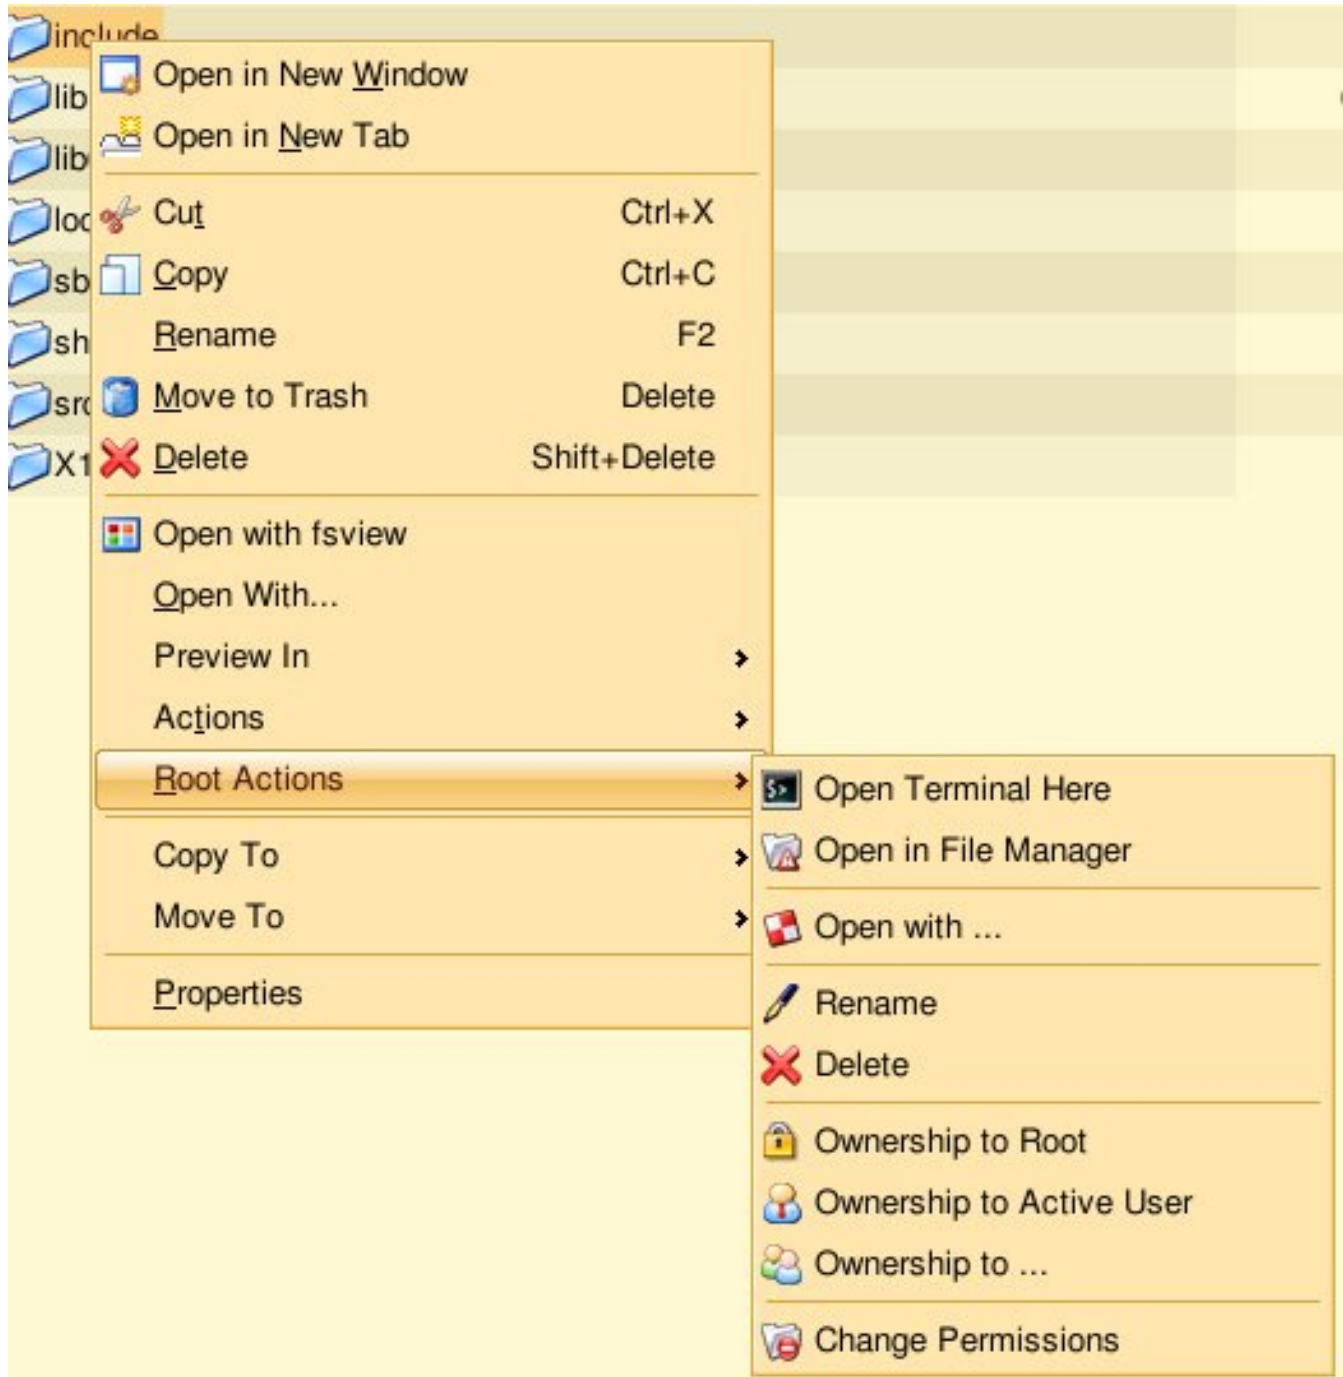 include
lib
Open in New Window
Open in New Tab
Cut Ctrl+X
Copy Ctrl+C
Rename F2
Move to Trash Delete
Delete Shift+Delete
Open with fsview
Open With...
Preview In
Actions
Root Actions
Copy To
Move To
Properties
Open Terminal Here
Open in File Manager
Open with ...
Rename
Delete
Ownership to Root
Ownership to Active User
Ownership to ...
Change Permissions